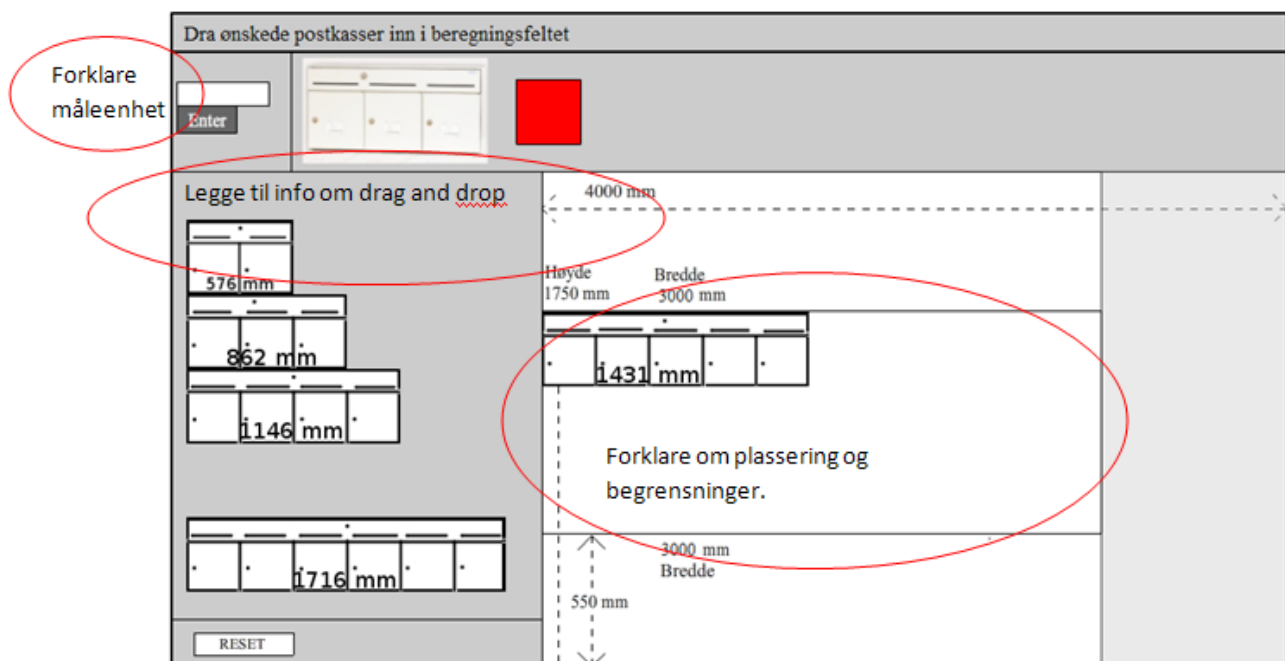 Dra ønskede postkasser inn i beregningsfeltet
Forklare
måleenhet
Enter
Legge til info om drag and drop
4000 mm
576 mm
Høyde
1750 mm
Bredde
3000 mm
862 mm
1431 mm
1146 mm
Forklare om plassering og
begrensninger.
1716 mm
3000 mm
Bredde
550 mm
RESET